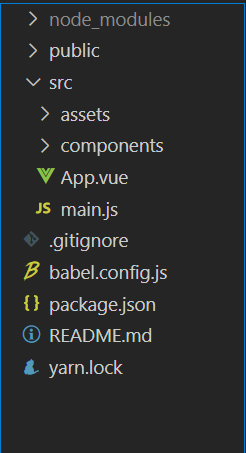 node_modules
public
src
assets
components
App.vue
JS main.js
.gitignore
babel.config.js
{} package.json
README.md
yarn.lock